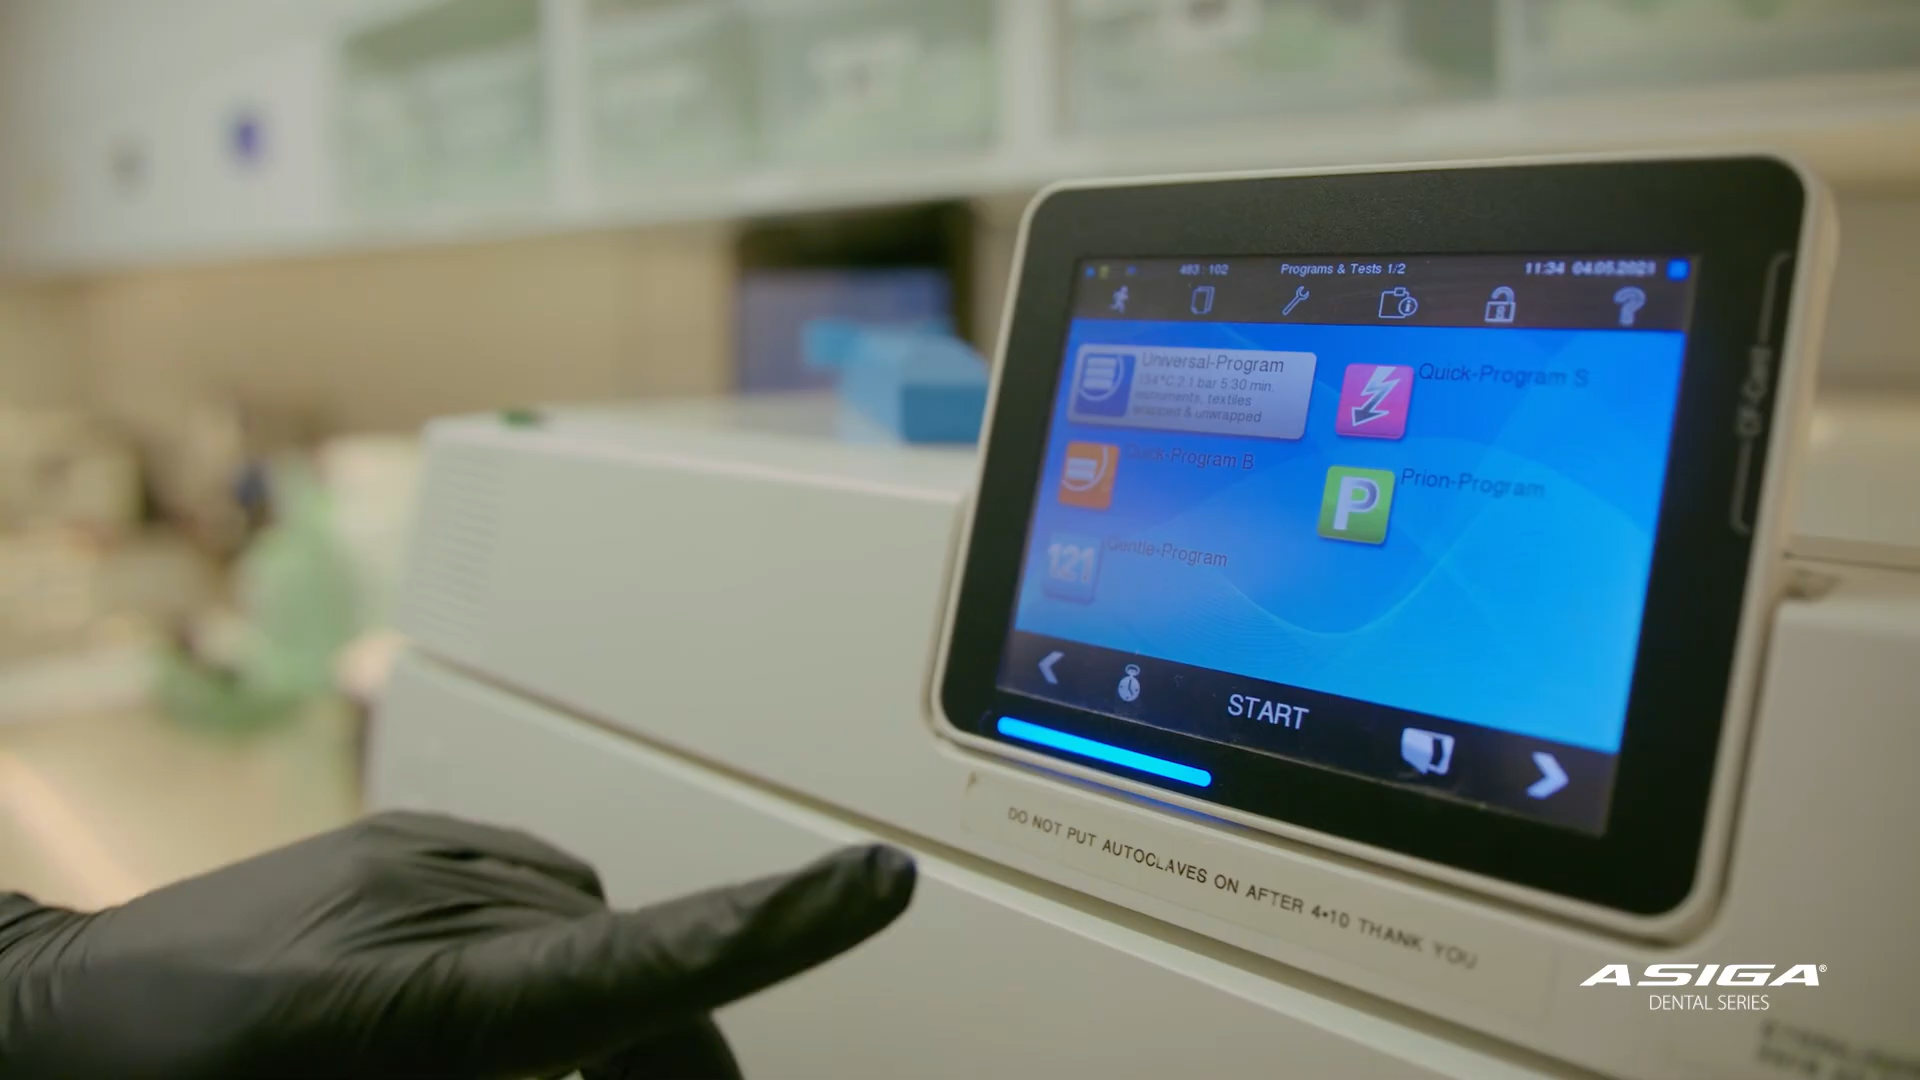 Programs & Tests 1/2
11:34 04.05.2021
Universal-Program
134°C 2.1 bar 5:30 min.
instruments, textiles
wrapped & unwrapped
Quick-Program S
Quick-Program B
Prion-Program
P
Gentle-Program
121
START
CF-Card
DO NOT PUT AUTOCLAVES ON AFTER 4•10 THANK YOU
ASIGA®
DENTAL SERIES